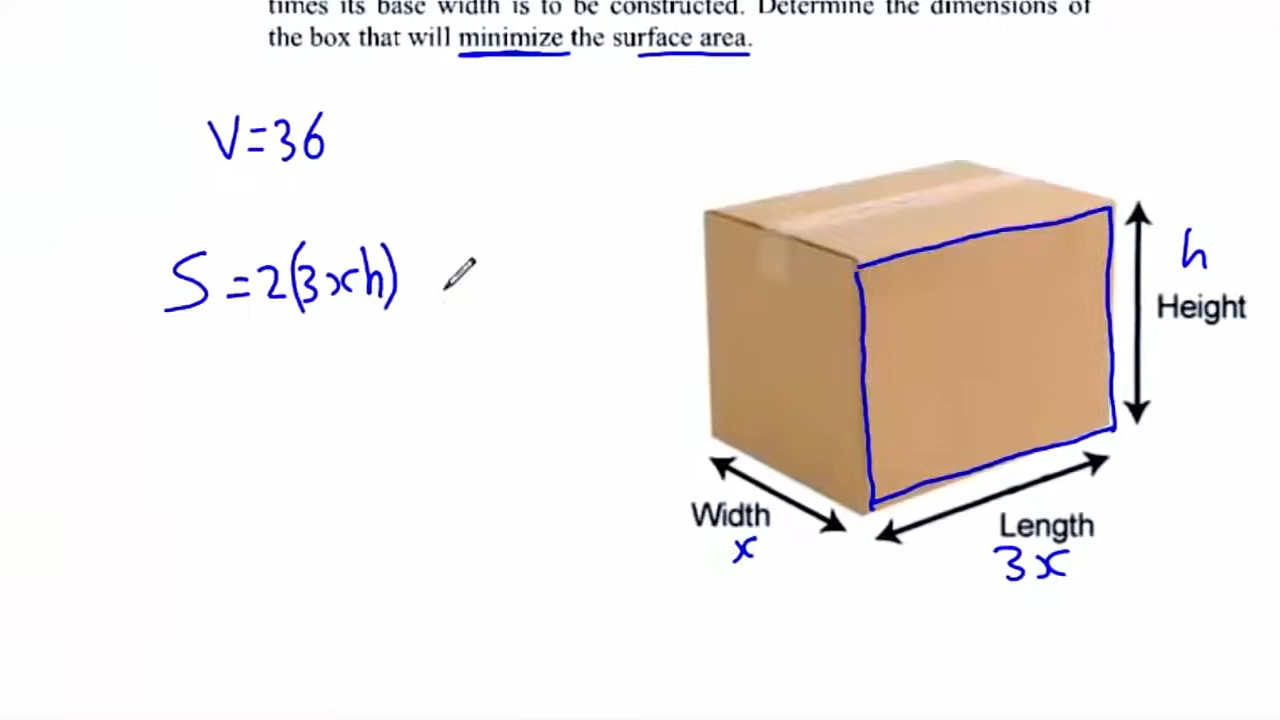 times its base width is to be constructed. Determine the dimensions of
the box that will minimize the surface area.
V=36
S=2(3xh)
h
Height
Width
x
Length
3x